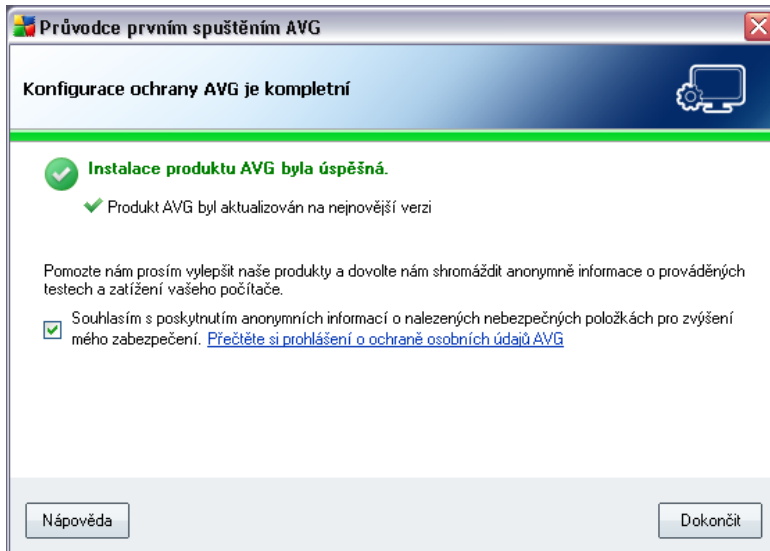 Průvodce prvním spuštěním AVG
Konfigurace ochrany AVG je kompletní
Instalace produktu AVG byla úspěšná.
Produkt AVG byl aktualizován na nejnovější verzi
Pomozte nám prosím vylepšit naše produkty a dovolte nám shromáždit anonymně informace o prováděných
testech a zatížení vašeho počítače.
Souhlasím s poskytnutím anonymních informací o nalezených nebezpečných položkách pro zvýšení
mého zabezpečení. Přečtěte si prohlášení o ochraně osobních údajů AVG
Nápověda
Dokončit